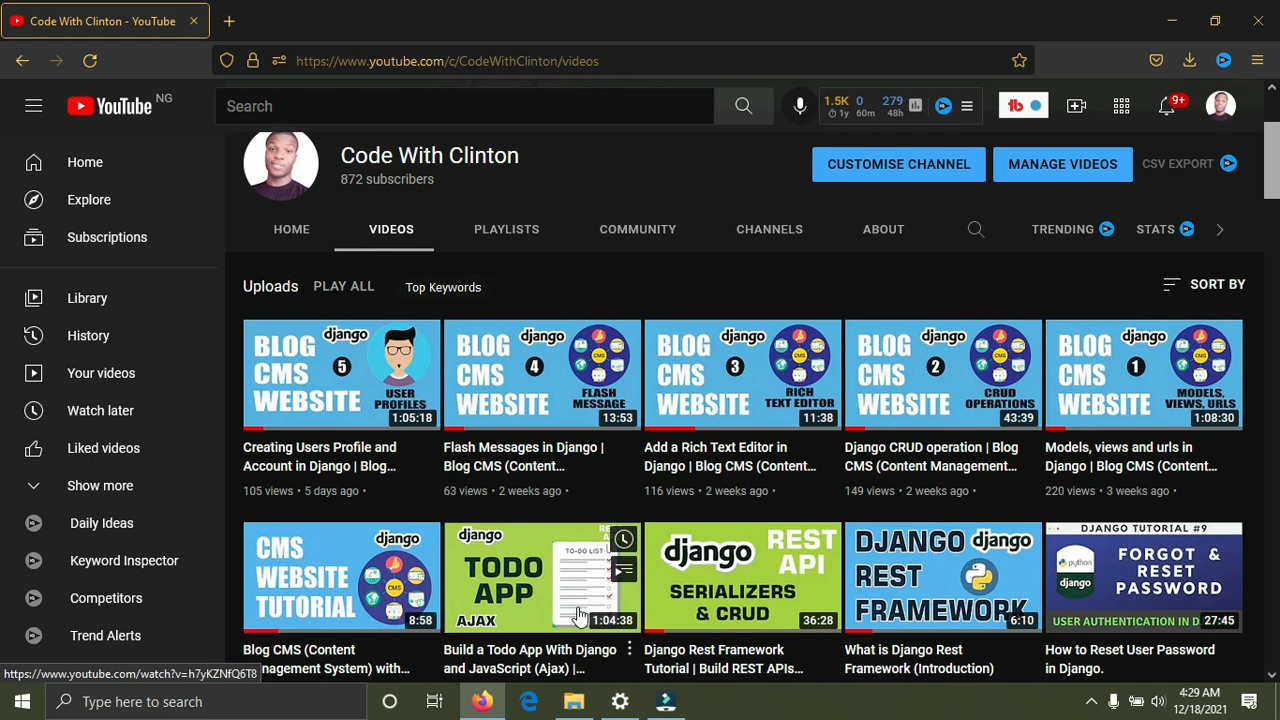 Code With Clinton - YouTube
https://www.youtube.com/c/CodeWithClinton/videos
YouTube NG
Search
1.5K 0 279
1y 60m 48h
9+
Code With Clinton
872 subscribers
CUSTOMISE CHANNEL
MANAGE VIDEOS
CSV EXPORT
HOME VIDEOS PLAYLISTS COMMUNITY CHANNELS ABOUT TRENDING STATS
Home
Explore
Subscriptions
Library
History
Your videos
Watch later
Liked videos
Show more
Daily Ideas
Keyword Inspector
Competitors
Trend Alerts
Uploads PLAY ALL Top Keywords SORT BY
django
BLOG
CMS
WEBSITE
5
USER
PROFILES
1:05:18
Creating Users Profile and
Account in Django | Blog...
105 views • 5 days ago •
django
BLOG
CMS
WEBSITE
4
FLASH
MESSAGE
CMS
13:53
Flash Messages in Django |
Blog CMS (Content...
63 views • 2 weeks ago •
django
BLOG
CMS
WEBSITE
3
RICH
TEXT EDITOR
CMS
11:38
Add a Rich Text Editor in
Django | Blog CMS (Content...
116 views • 2 weeks ago •
django
BLOG
CMS
WEBSITE
2
CRUD
OPERATIONS
CMS
43:39
Django CRUD operation | Blog
CMS (Content Management...
149 views • 2 weeks ago •
django
BLOG
CMS
WEBSITE
1
MODELS,
VIEWS, URLS
CMS
1:08:30
Models, views and urls in
Django | Blog CMS (Content...
220 views • 3 weeks ago •
django
CMS
WEBSITE
TUTORIAL
CMS
8:58
Blog CMS (Content
Management System) with...
django
TODO
APP
AJAX
TO-DO LIST
1:04:38
Build a Todo App With Django
and JavaScript (Ajax) |...
django
REST
API
SERIALIZERS
& CRUD
36:28
Django Rest Framework
Tutorial | Build REST APIs...
DJANGO
REST
FRAMEWORK
django
6:10
What is Django Rest
Framework (Introduction)
DJANGO TUTORIAL #9
python
django
FORGOT &
RESET
PASSWORD
USER AUTHENTICATION IN D
27:45
How to Reset User Password
in Django.
https://www.youtube.com/watch?v=h7yKZNfQ6T8
Type here to search
4:29 AM
12/18/2021